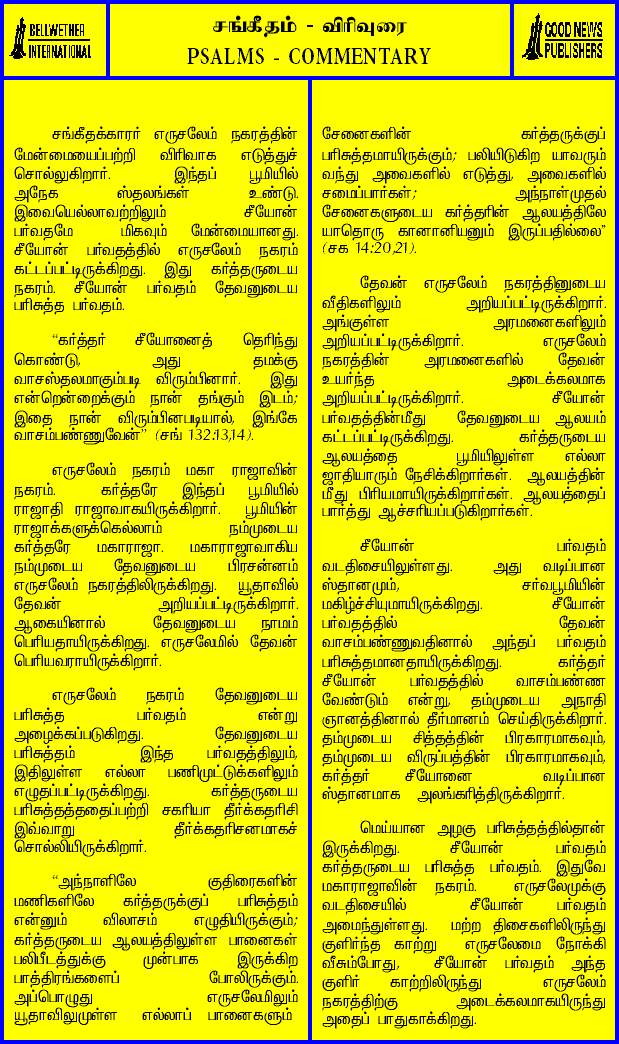 BELLWETHER
INTERNATIONAL
சங்கீதம் - விரிவுரை
PSALMS - COMMENTARY
GOOD NEWS
PUBLISHERS
சங்கீதக்காரர் எருசலேம் நகரத்தின்
மேன்மையைப்பற்றி விரிவாக எடுத்துச்
சொல்லுகிறார். இந்தப் பூமியில்
அநேக ஸ்தலங்கள் உண்டு.
இவையெல்லாவற்றிலும் சீயோன்
பர்வதமே மிகவும் மேன்மையானது.
சீயோன் பர்வதத்தில் எருசலேம் நகரம்
கட்டப்பட்டிருக்கிறது. இது கர்த்தருடைய
நகரம். சீயோன் பர்வதம் தேவனுடைய
பரிசுத்த பர்வதம்.
“கர்த்தர் சீயோனைத் தெரிந்து
கொண்டு, அது தமக்கு
வாசஸ்தலமாகும்படி விரும்பினார். இது
என்றென்றைக்கும் நான் தங்கும் இடம்;
இதை நான் விரும்பினபடியால், இங்கே
வாசம்பண்ணுவேன்” (சங் 132:13,14).
எருசலேம் நகரம் மகா ராஜாவின்
நகரம். கர்த்தரே இந்தப் பூமியில்
ராஜாதி ராஜாவாகயிருக்கிறார். பூமியின்
ராஜாக்களுக்கெல்லாம் நம்முடைய
கர்த்தரே மகாராஜா. மகாராஜாவாகிய
நம்முடைய தேவனுடைய பிரசன்னம்
எருசலேம் நகரத்திலிருக்கிறது. யூதாவில்
தேவன் அறியப்பட்டிருக்கிறார்.
ஆகையினால் தேவனுடைய நாமம்
பெரியதாயிருக்கிறது. எருசலேமில் தேவன்
பெரியவராயிருக்கிறார்.
எருசலேம் நகரம் தேவனுடைய
பரிசுத்த பர்வதம் என்று
அழைக்கப்படுகிறது. தேவனுடைய
பரிசுத்தம் இந்த பர்வதத்திலும்,
இதிலுள்ள எல்லா பணிமுட்டுக்களிலும்
எழுதப்பட்டிருக்கிறது. கர்த்தருடைய
பரிசுத்தத்ததைப்பற்றி சகரியா தீர்க்கதரிசி
இவ்வாறு தீர்க்கதரிசனமாகச்
சொல்லியிருக்கிறார்.
“அந்நாளிலே குதிரைகளின்
மணிகளிலே கர்த்தருக்குப் பரிசுத்தம்
என்னும் விலாசம் எழுதியிருக்கும்;
கர்த்தருடைய ஆலயத்திலுள்ள பானைகள்
பலிபீடத்துக்கு முன்பாக இருக்கிற
பாத்திரங்களைப் போலிருக்கும்.
அப்பொழுது எருசலேமிலும்
யூதாவிலுமுள்ள எல்லாப் பானைகளும்
சேனைகளின் கர்த்தருக்குப்
பரிசுத்தமாயிருக்கும்; பலியிடுகிற யாவரும்
வந்து அவைகளில் எடுத்து, அவைகளில்
சமைப்பார்கள்; அந்நாள்முதல்
சேனைகளுடைய கர்த்தரின் ஆலயத்திலே
யாதொரு கானானியனும் இருப்பதில்லை”
(சக 14:20,21).
தேவன் எருசலேம் நகரத்தினுடைய
வீதிகளிலும் அறியப்பட்டிருக்கிறார்.
அங்குள்ள அரமனைகளிலும்
அறியப்பட்டிருக்கிறார். எருசலேம்
நகரத்தின் அரமனைகளில் தேவன்
உயர்ந்த அடைக்கலமாக
அறியப்பட்டிருக்கிறார். சீயோன்
பர்வதத்தின்மீது தேவனுடைய ஆலயம்
கட்டப்பட்டிருக்கிறது. கர்த்தருடைய
ஆலயத்தை பூமியிலுள்ள எல்லா
ஜாதியாரும் நேசிக்கிறார்கள். ஆலயத்தின்
மீது பிரியமாயிருக்கிறார்கள். ஆலயத்தைப்
பார்த்து ஆச்சரியப்படுகிறார்கள்.
சீயோன் பர்வதம்
வடதிசையிலுள்ளது. அது வடிப்பான
ஸ்தானமும், சர்வபூமியின்
மகிழ்ச்சியுமாயிருக்கிறது. சீயோன்
பர்வதத்தில் தேவன்
வாசம்பண்ணுவதினால் அந்தப் பர்வதம்
பரிசுத்தமானதாயிருக்கிறது. கர்த்தர்
சீயோன் பர்வதத்தில் வாசம்பண்ண
வேண்டும் என்று, தம்முடைய அநாதி
ஞானத்தினால் தீர்மானம் செய்திருக்கிறார்.
தம்முடைய சித்தத்தின் பிரகாரமாகவும்,
தம்முடைய விருப்பத்தின் பிரகாரமாகவும்,
கர்த்தர் சீயோனை வடிப்பான
ஸ்தானமாக அலங்கரித்திருக்கிறார்.
மெய்யான அழகு பரிசுத்தத்தில்தான்
இருக்கிறது. சீயோன் பர்வதம்
கர்த்தருடைய பரிசுத்த பர்வதம். இதுவே
மகாராஜாவின் நகரம். எருசலேமுக்கு
வடதிசையில் சீயோன் பர்வதம்
அமைந்துள்ளது. மற்ற திசைகளிலிருந்து
குளிர்ந்த காற்று எருசலேமை நோக்கி
வீசும்போது, சீயோன் பர்வதம் அந்த
குளிர் காற்றிலிருந்து எருசலேம்
நகரத்திற்கு அடைக்கலமாகயிருந்து
அதைப் பாதுகாக்கிறது.